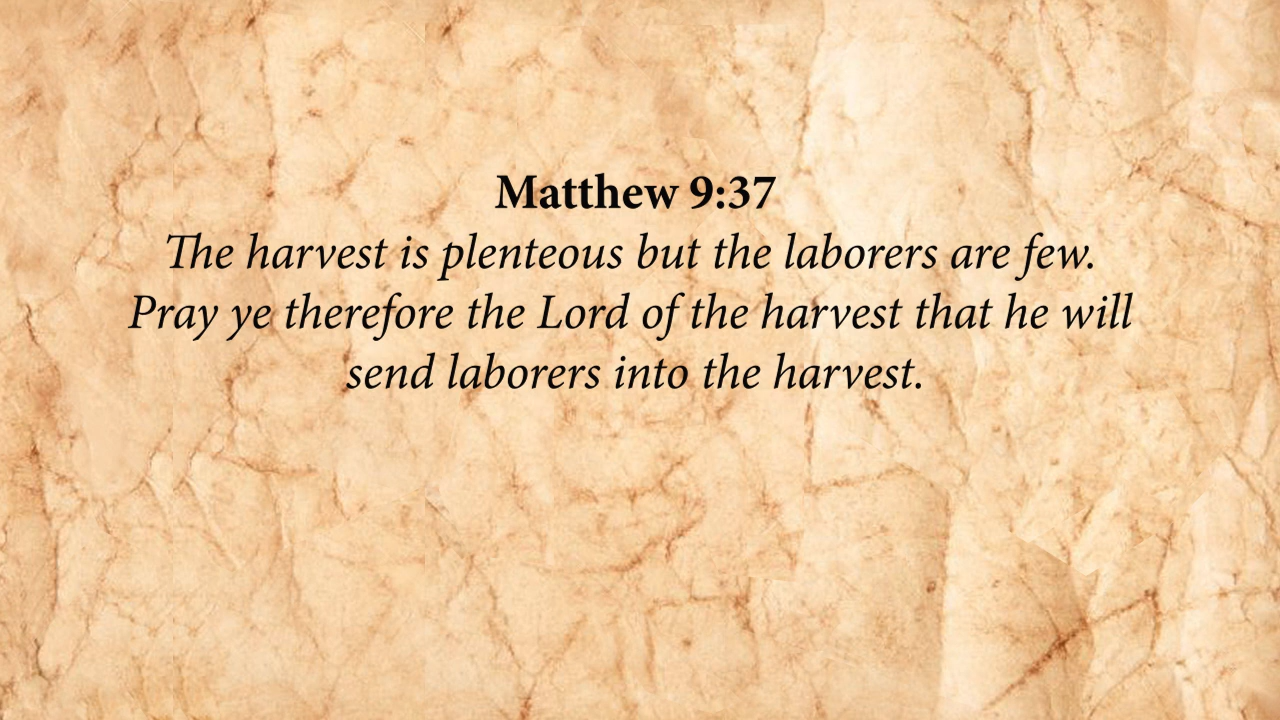 Matthew 9:37
The harvest is plenteous but the laborers are few.
Pray ye therefore the Lord of the harvest that he will
send laborers into the harvest.